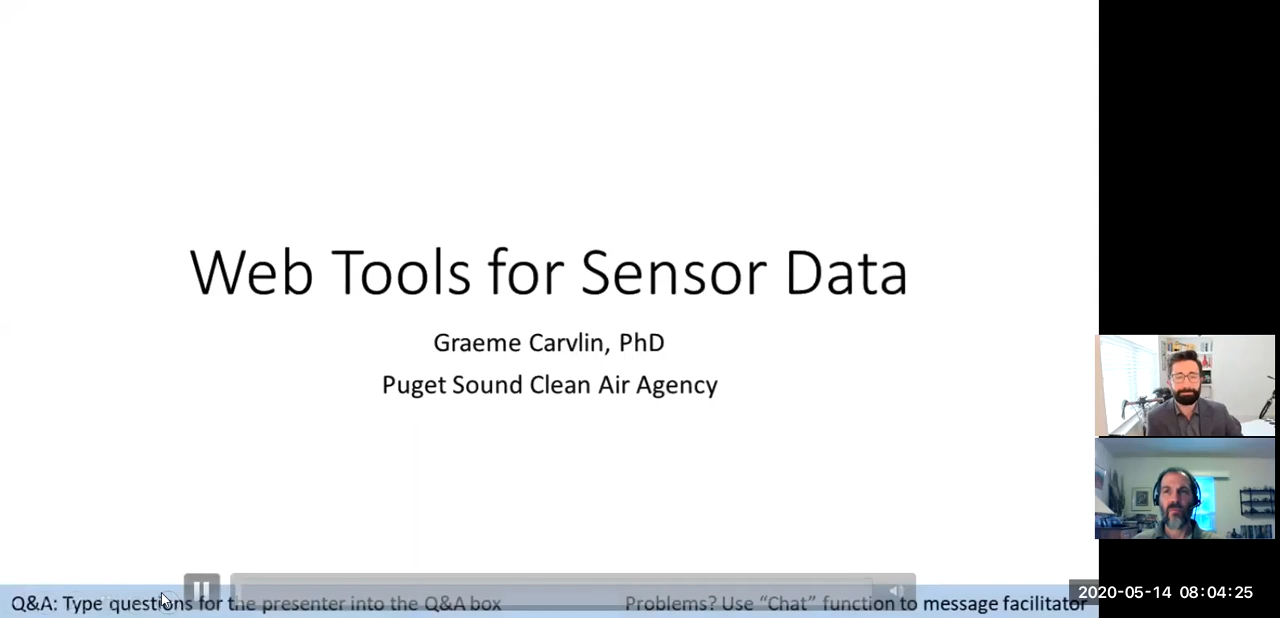 Web Tools for Sensor Data
Graeme Carvlin, PhD
Puget Sound Clean Air Agency
Q&A: Type questions for the presenter into the Q&A box
Problems? Use “Chat” function to message facilitator
2020-05-14 08:04:25